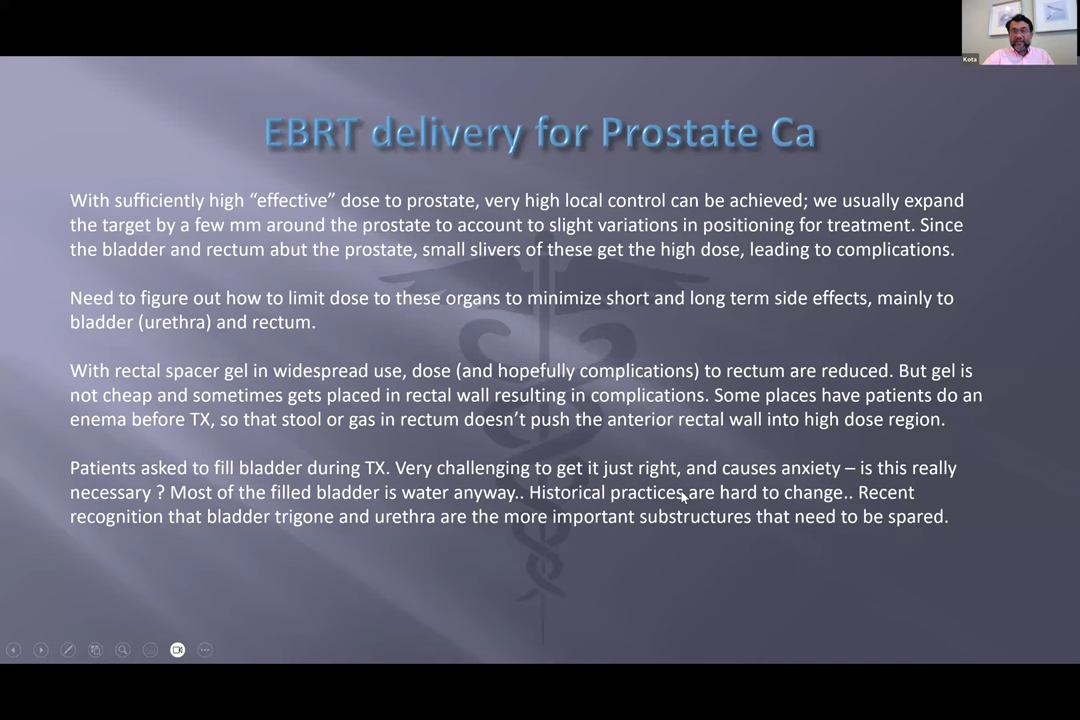 Kota
EBRT delivery for Prostate Ca
With sufficiently high “effective” dose to prostate, very high local control can be achieved; we usually expand
the target by a few mm around the prostate to account to slight variations in positioning for treatment. Since
the bladder and rectum abut the prostate, small slivers of these get the high dose, leading to complications.
Need to figure out how to limit dose to these organs to minimize short and long term side effects, mainly to
bladder (urethra) and rectum.
With rectal spacer gel in widespread use, dose (and hopefully complications) to rectum are reduced. But gel is
not cheap and sometimes gets placed in rectal wall resulting in complications. Some places have patients do an
enema before TX, so that stool or gas in rectum doesn’t push the anterior rectal wall into high dose region.
Patients asked to fill bladder during TX. Very challenging to get it just right, and causes anxiety – is this really
necessary ? Most of the filled bladder is water anyway.. Historical practices are hard to change.. Recent
recognition that bladder trigone and urethra are the more important substructures that need to be spared.